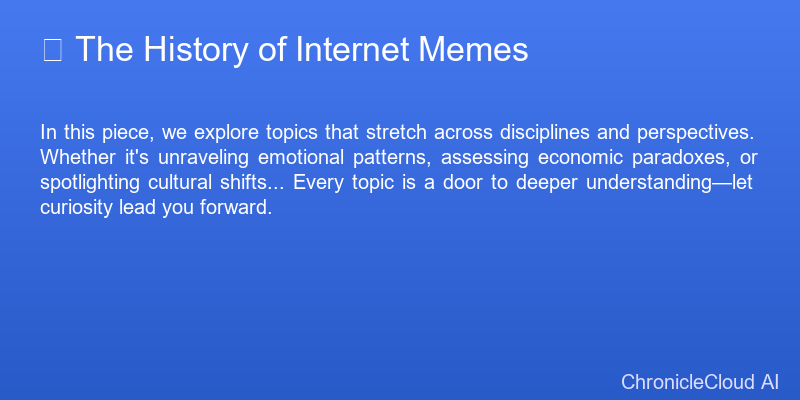 The History of Internet Memes
In this piece, we explore topics that stretch across disciplines and perspectives.
Whether it's unraveling emotional patterns, assessing economic paradoxes, or
spotlighting cultural shifts... Every topic is a door to deeper understanding—let
curiosity lead you forward.
ChronicleCloud AI